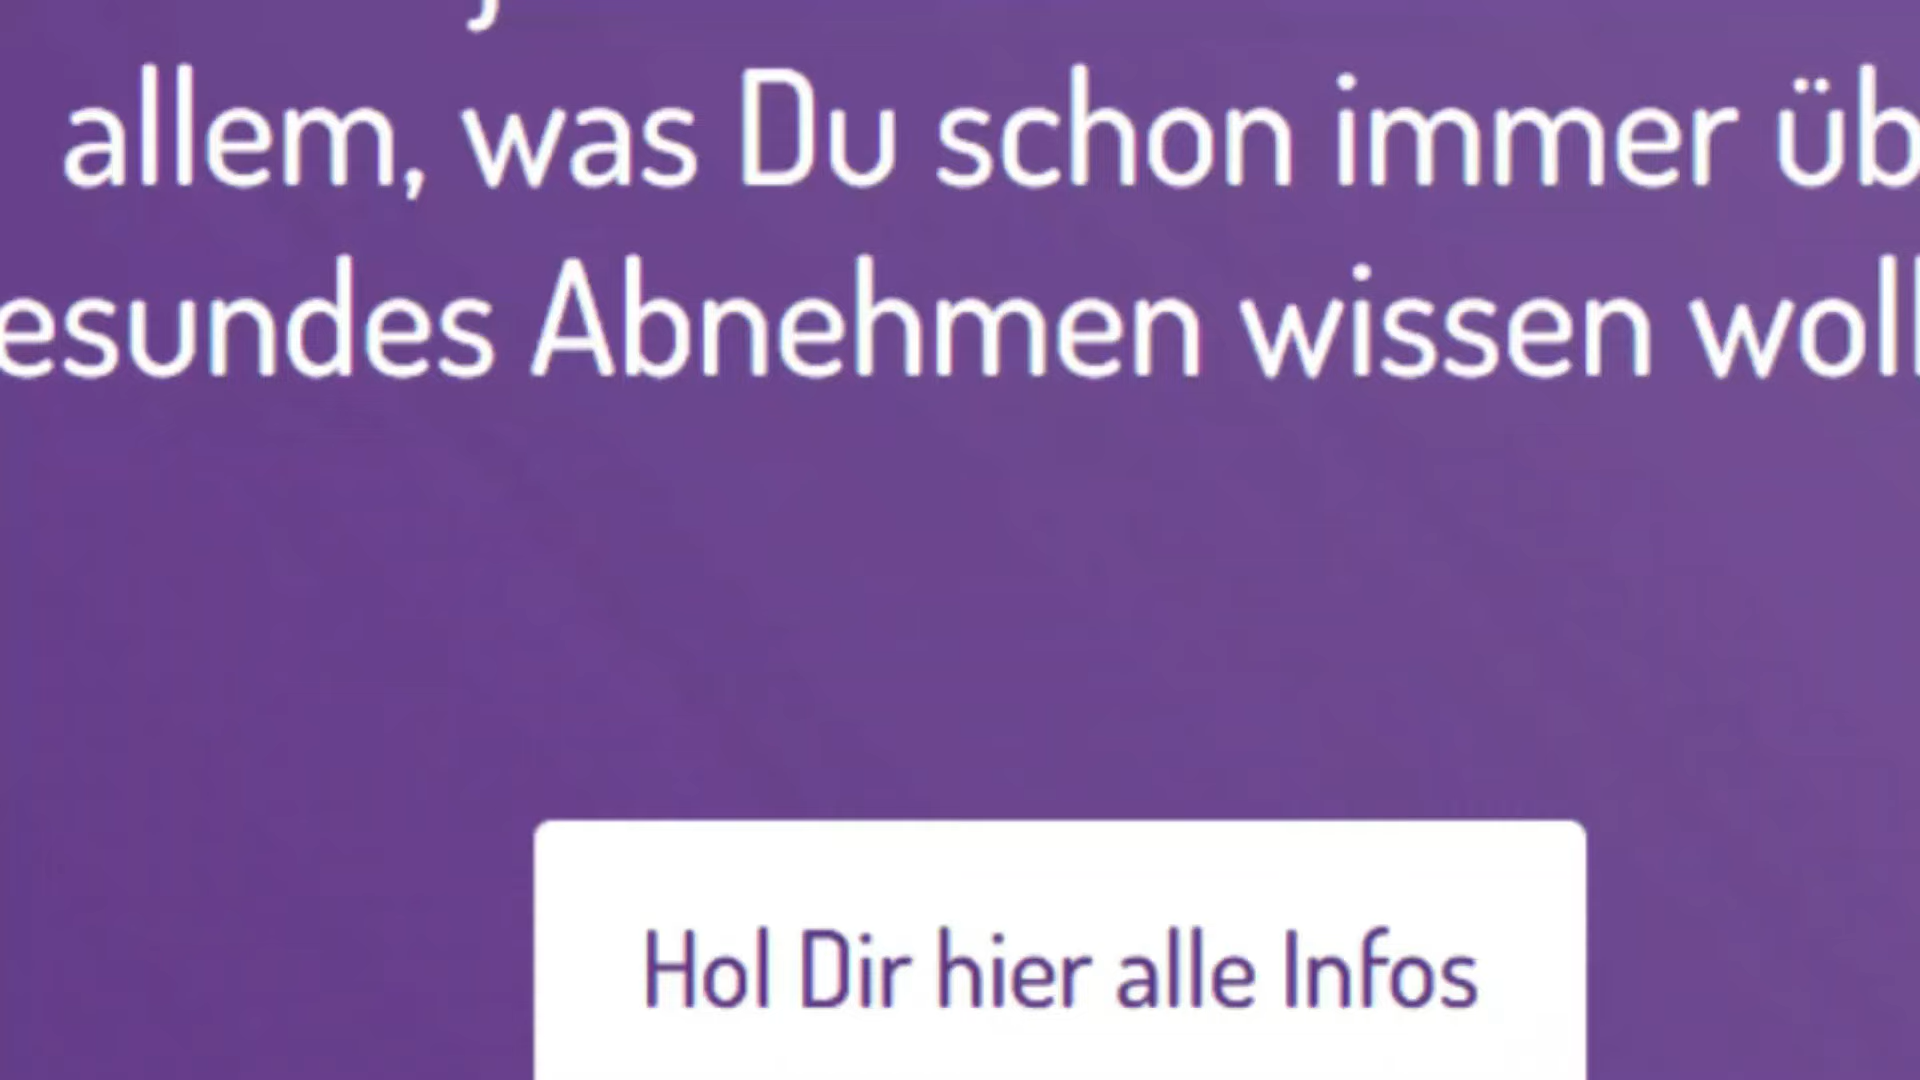 allem, was Du schon immer üb
esundes Abnehmen wissen woll
Hol Dir hier alle Infos